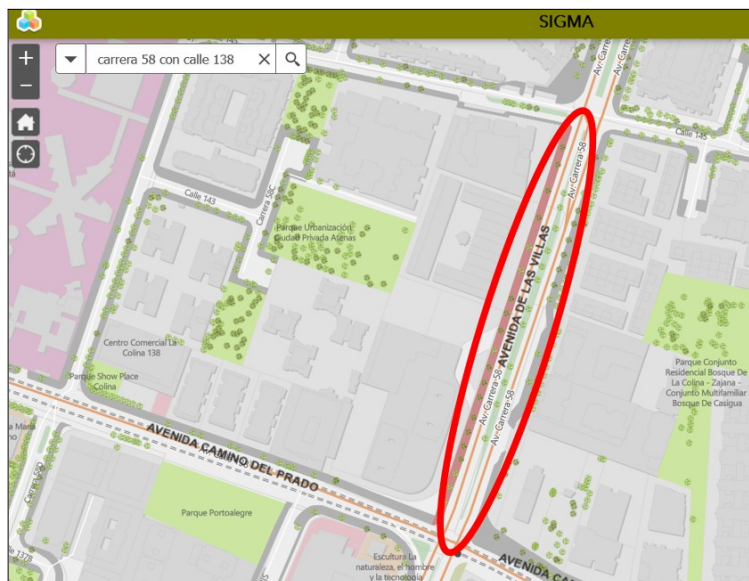 SIGMA
carrera 58 con calle 138
Av. Carrera 58
Calle 145
Av. Carrera 58
Calle 143
Carrera 58C
Parque Urbanización
Ciudad Privada Atenas
AVENIDA DE LAS VILLAS
Av. Carrera 58
Av. Carrera 58
Centro Comercial La
Colina 138
Parque Show Place
Colina
Parque Conjunto
Residencial Bosque De
La Colina - Zajana -
Conjunto Multifamiliar
Bosque De Casigua
AVENIDA CAMINO DEL PRADO
Parque Portoalegre
Calle 137B
Escultura La
naturaleza, el hombre
y la tecnología
AVENIDA CA